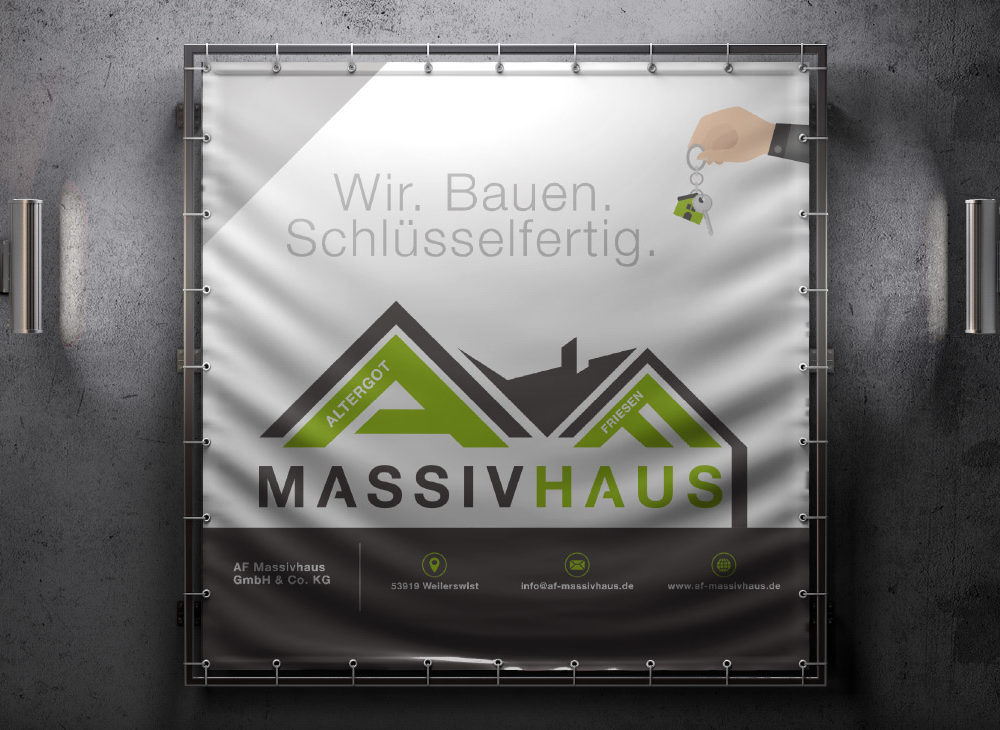 Wir. Bauen.
Schlüsselfertig.
ALTERGOT
FRIESEN
MASSIVHAUS
AF Massivhaus
GmbH & Co. KG
53919 Weilerswist
info@af-massivhaus.de
www.af-massivhaus.de